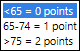 <65 = 0 points
65-74 = 1 point
>75 = 2 points